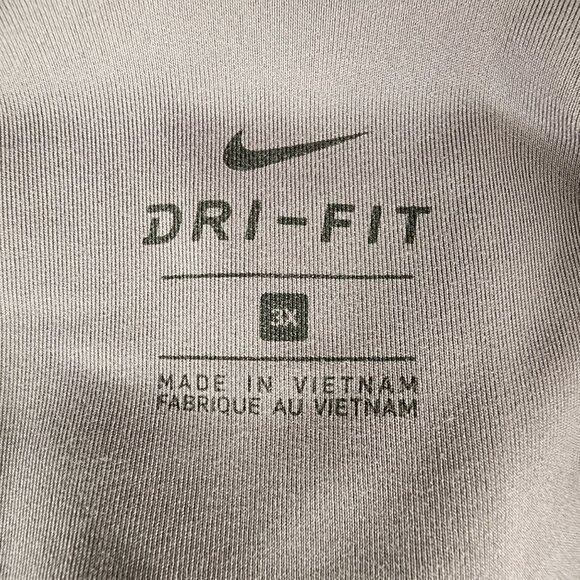 DRI-FIT
3X
MADE IN VIETNAM
FABRIQUE AU VIETNAM